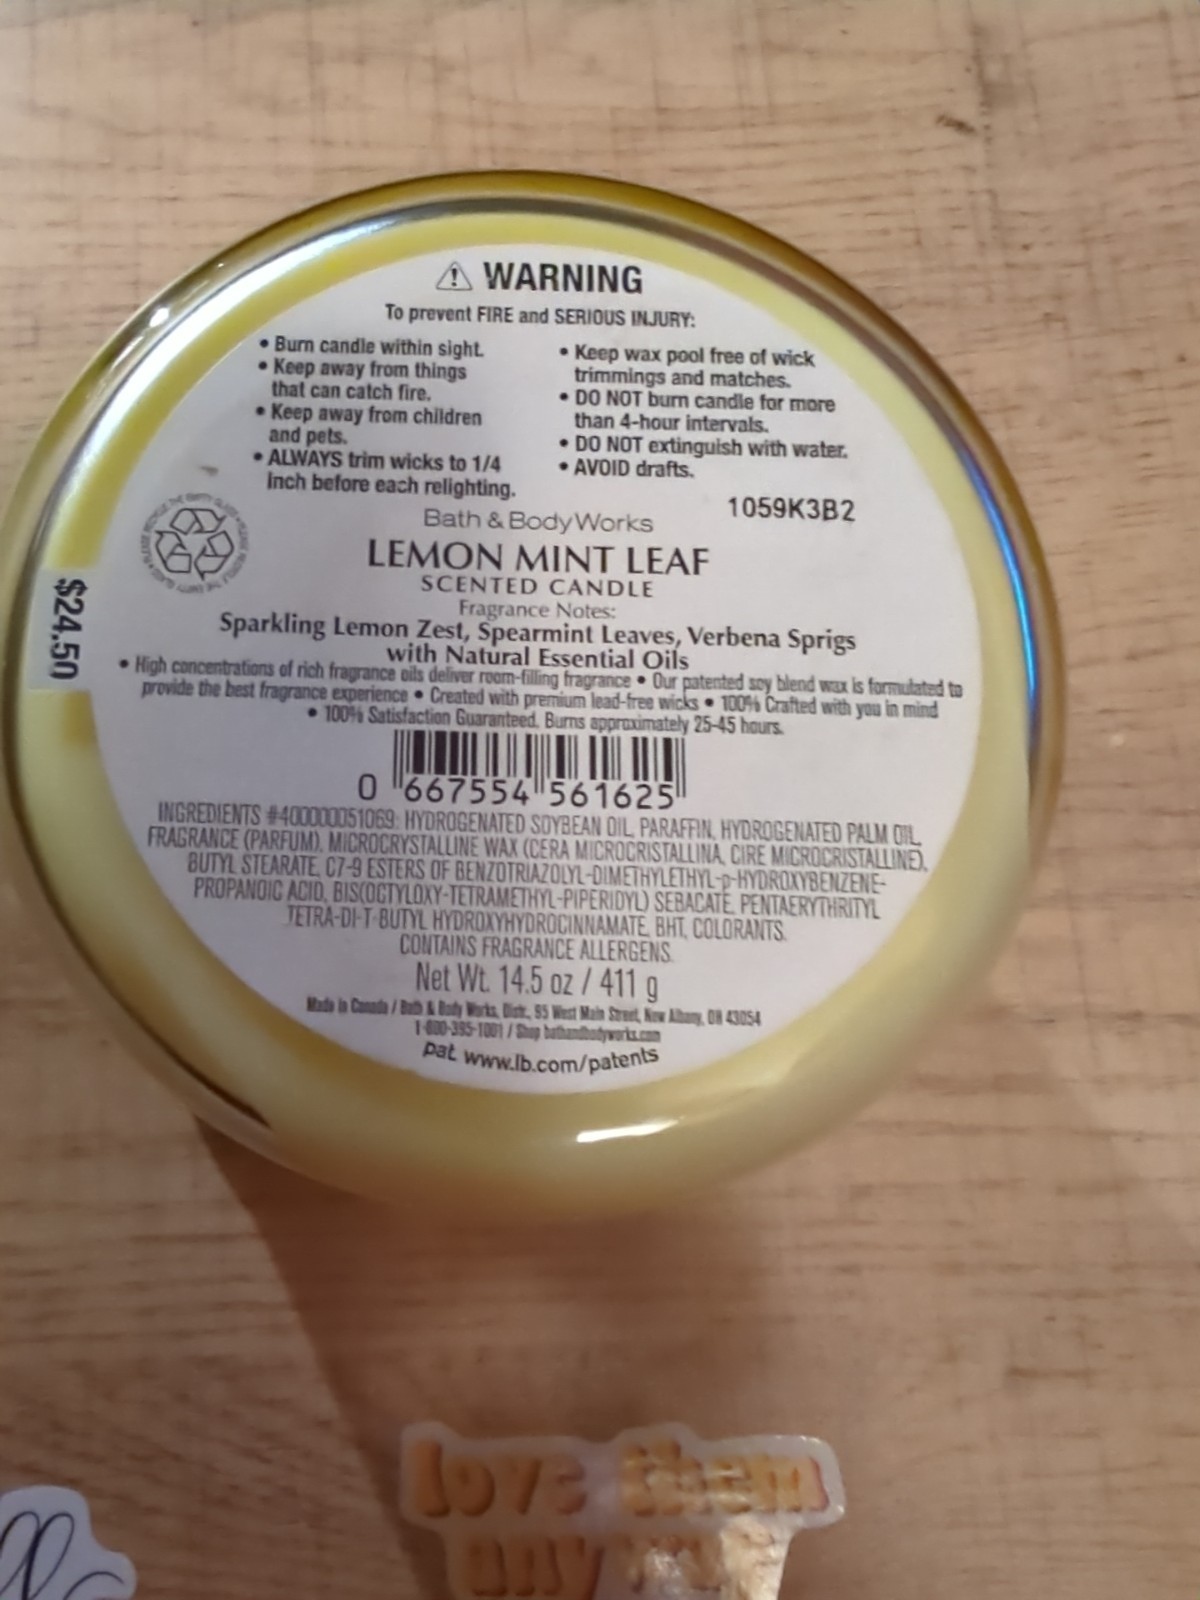 ⚠ WARNING
To prevent FIRE and SERIOUS INJURY:
• Burn candle within sight.
• Keep away from things
that can catch fire.
• Keep away from children
and pets.
• ALWAYS trim wicks to 1/4
inch before each relighting.
• Keep wax pool free of wick
trimmings and matches.
• DO NOT burn candle for more
than 4-hour intervals.
• DO NOT extinguish with water.
• AVOID drafts.
1059K3B2
Bath & Body Works
LEMON MINT LEAF
SCENTED CANDLE
Fragrance Notes:
Sparkling Lemon Zest, Spearmint Leaves, Verbena Sprigs
with Natural Essential Oils
• High concentrations of rich fragrance oils deliver room-filling fragrance • Our patented soy blend wax is formulated to
provide the best fragrance experience • Created with premium lead-free wicks • 100% Crafted with you in mind
• 100% Satisfaction Guaranteed. Burns approximately 25-45 hours.
$24.50
0 667554 561625
INGREDIENTS #400000051069: HYDROGENATED SOYBEAN OIL, PARAFFIN, HYDROGENATED PALM OIL,
FRAGRANCE (PARFUM), MICROCRYSTALLINE WAX (CERA MICROCRISTALLINA, CIRE MICROCRISTALLINE),
BUTYL STEARATE, C7-9 ESTERS OF BENZOTRIAZOLYL-DIMETHYLETHYL-p-HYDROXYBENZENE-
PROPANOIC ACID, BIS(OCTYLOXY-TETRAMETHYL-PIPERIDYL) SEBACATE, PENTAERYTHRITYL
TETRA-DI-T-BUTYL HYDROXYHYDROCINNAMATE, BHT, COLORANTS.
CONTAINS FRAGRANCE ALLERGENS.
Net Wt. 14.5 oz / 411 g
Made in Canada / Bath & Body Works, Distr., 95 West Main Street, New Albany, OH 43054
1-800-395-1001 / Shop bathandbodyworks.com
pat. www.lb.com/patents
love them
any